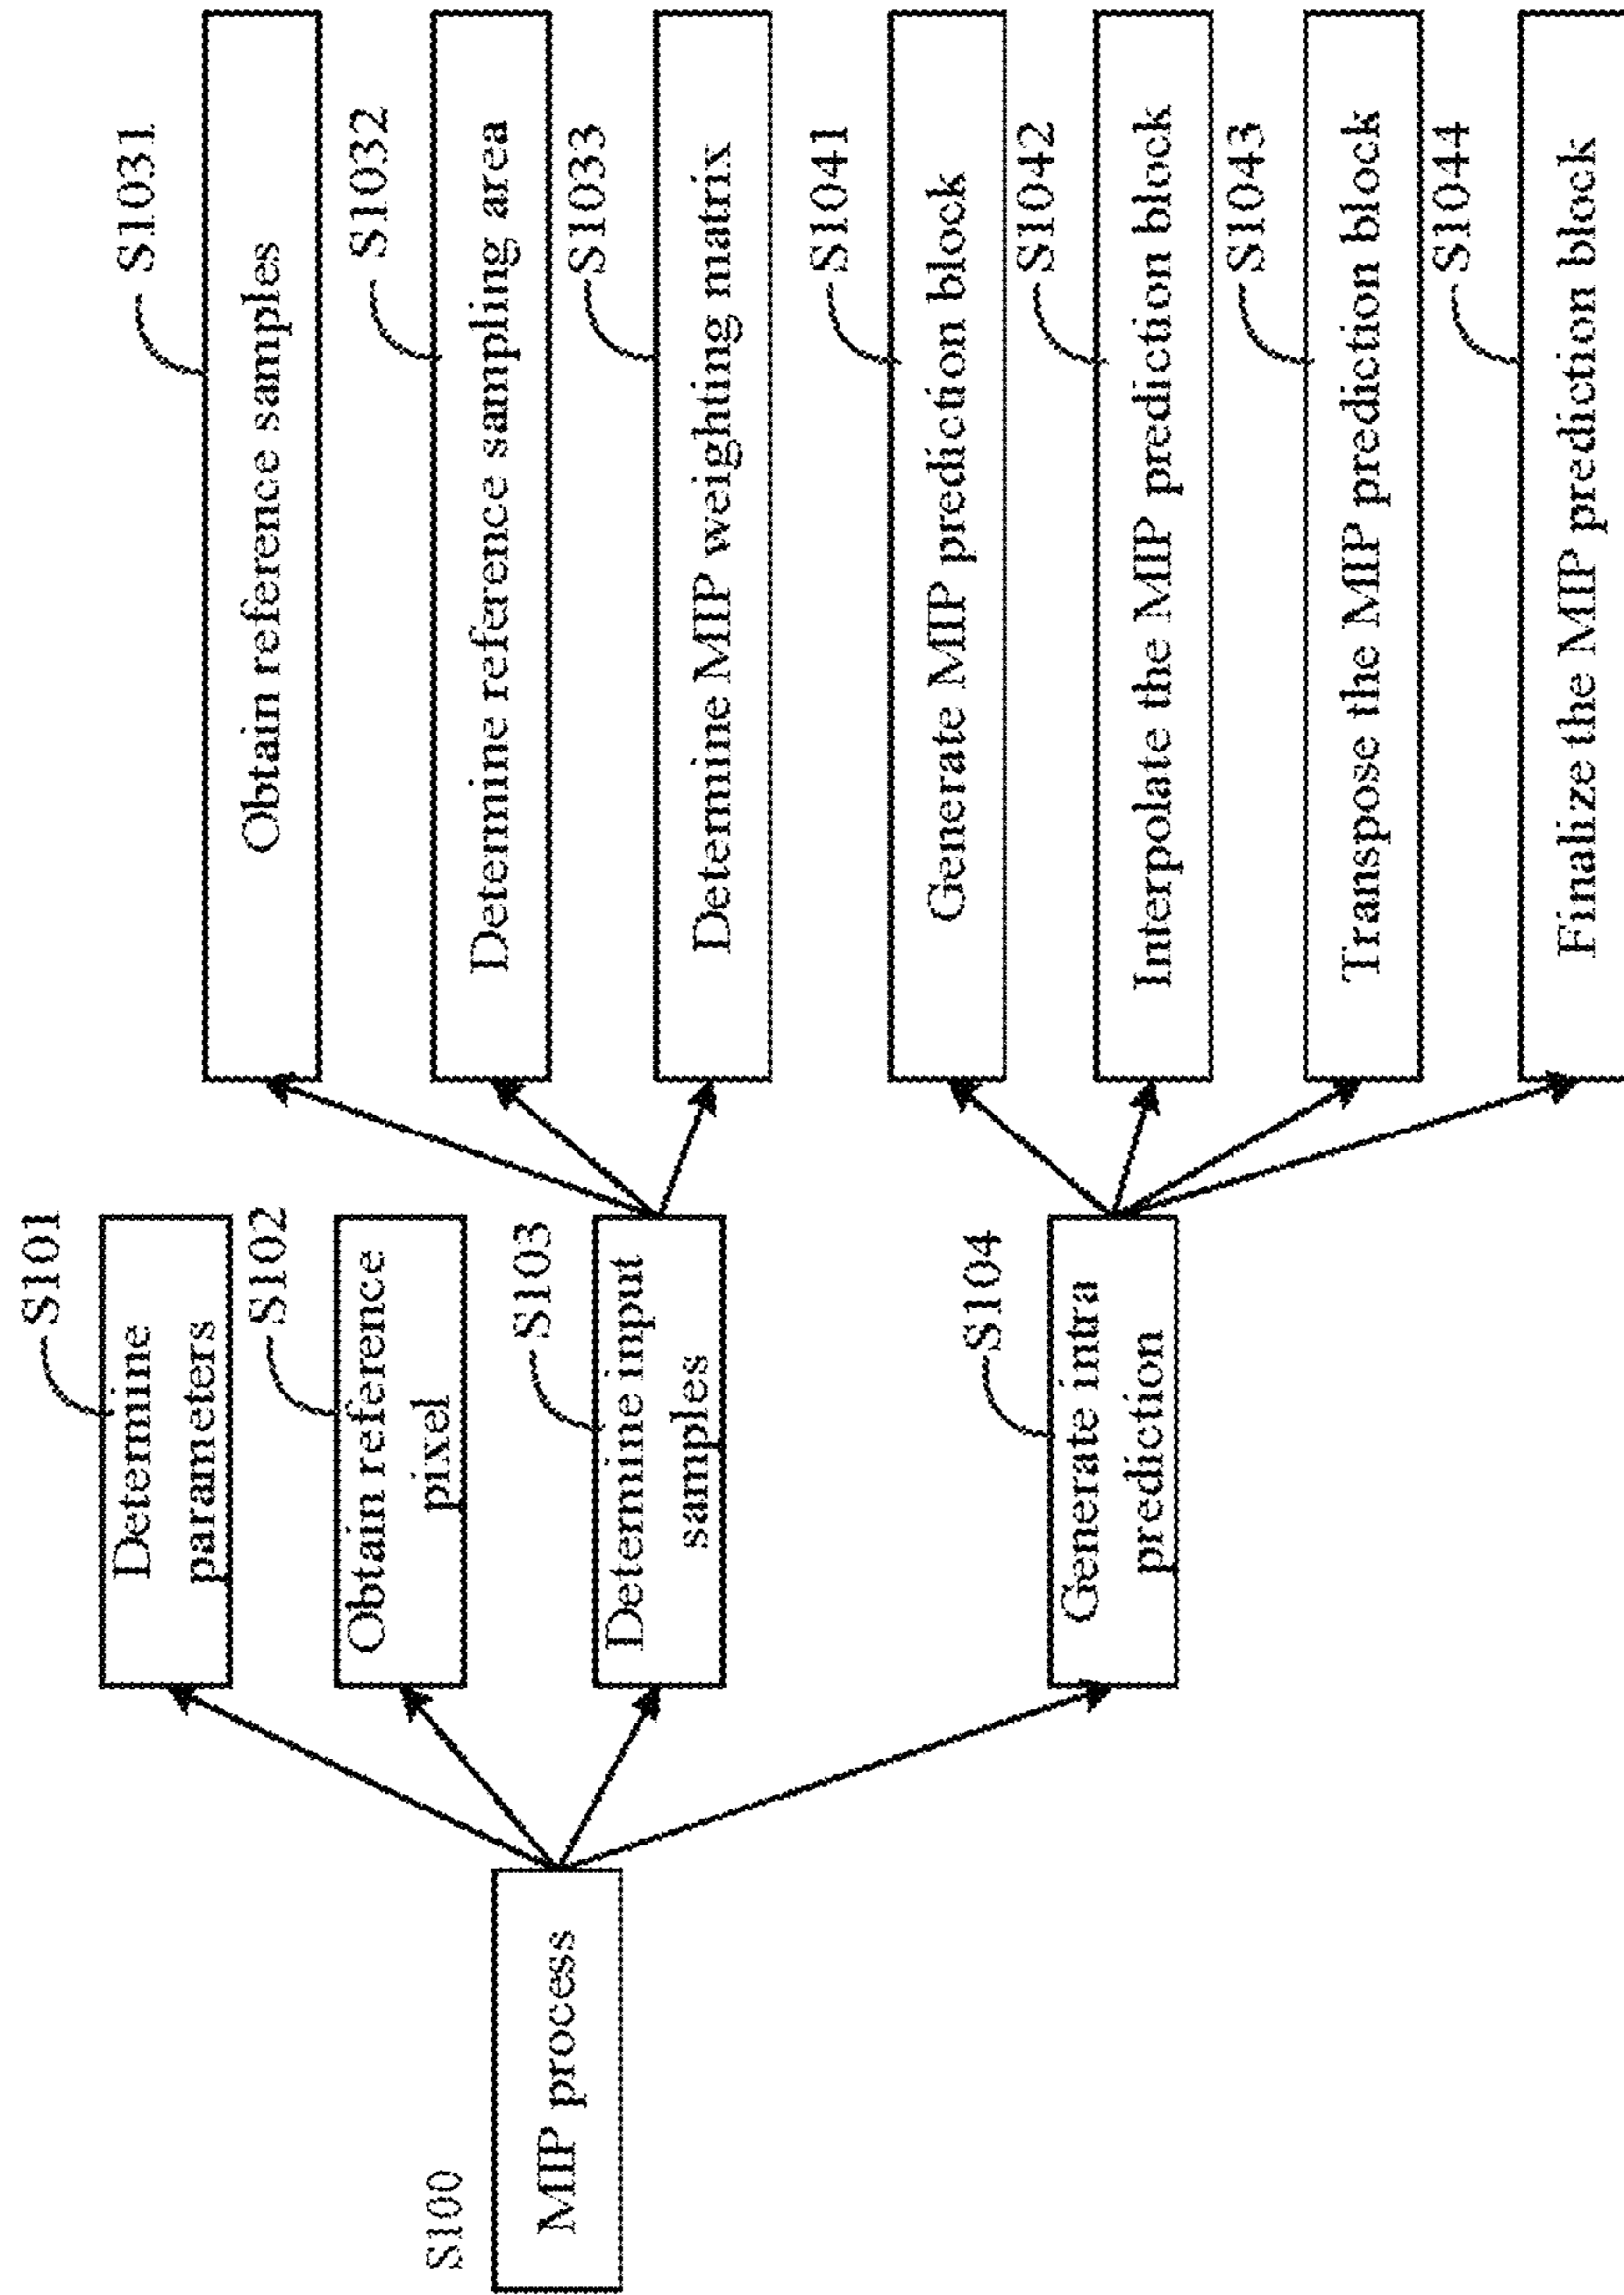 S100
MIP process
S101
Determine
parameters
S102
Obtain reference
pixel
S103
Determine input
samples
S104
Generate intra
prediction
S1031
Obtain reference samples
S1032
Determine reference sampling area
S1033
Determine MIP weighting matrix
S1041
Generate MIP prediction block
S1042
Interpolate the MIP prediction block
S1043
Transpose the MIP prediction block
S1044
Finalize the MIP prediction block